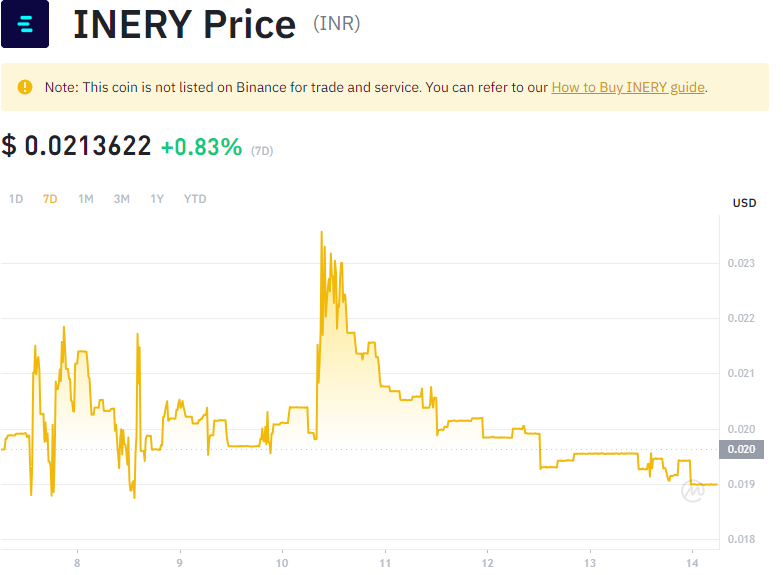 INERY Price (INR)
Note: This coin is not listed on Binance for trade and service. You can refer to our How to Buy INERY guide.
$ 0.0213622 +0.83% (7D)
1D 7D 1M 3M 1Y YTD
USD
0.023
0.022
0.021
0.020
0.020
0.019
0.018
8 9 10 11 12 13 14